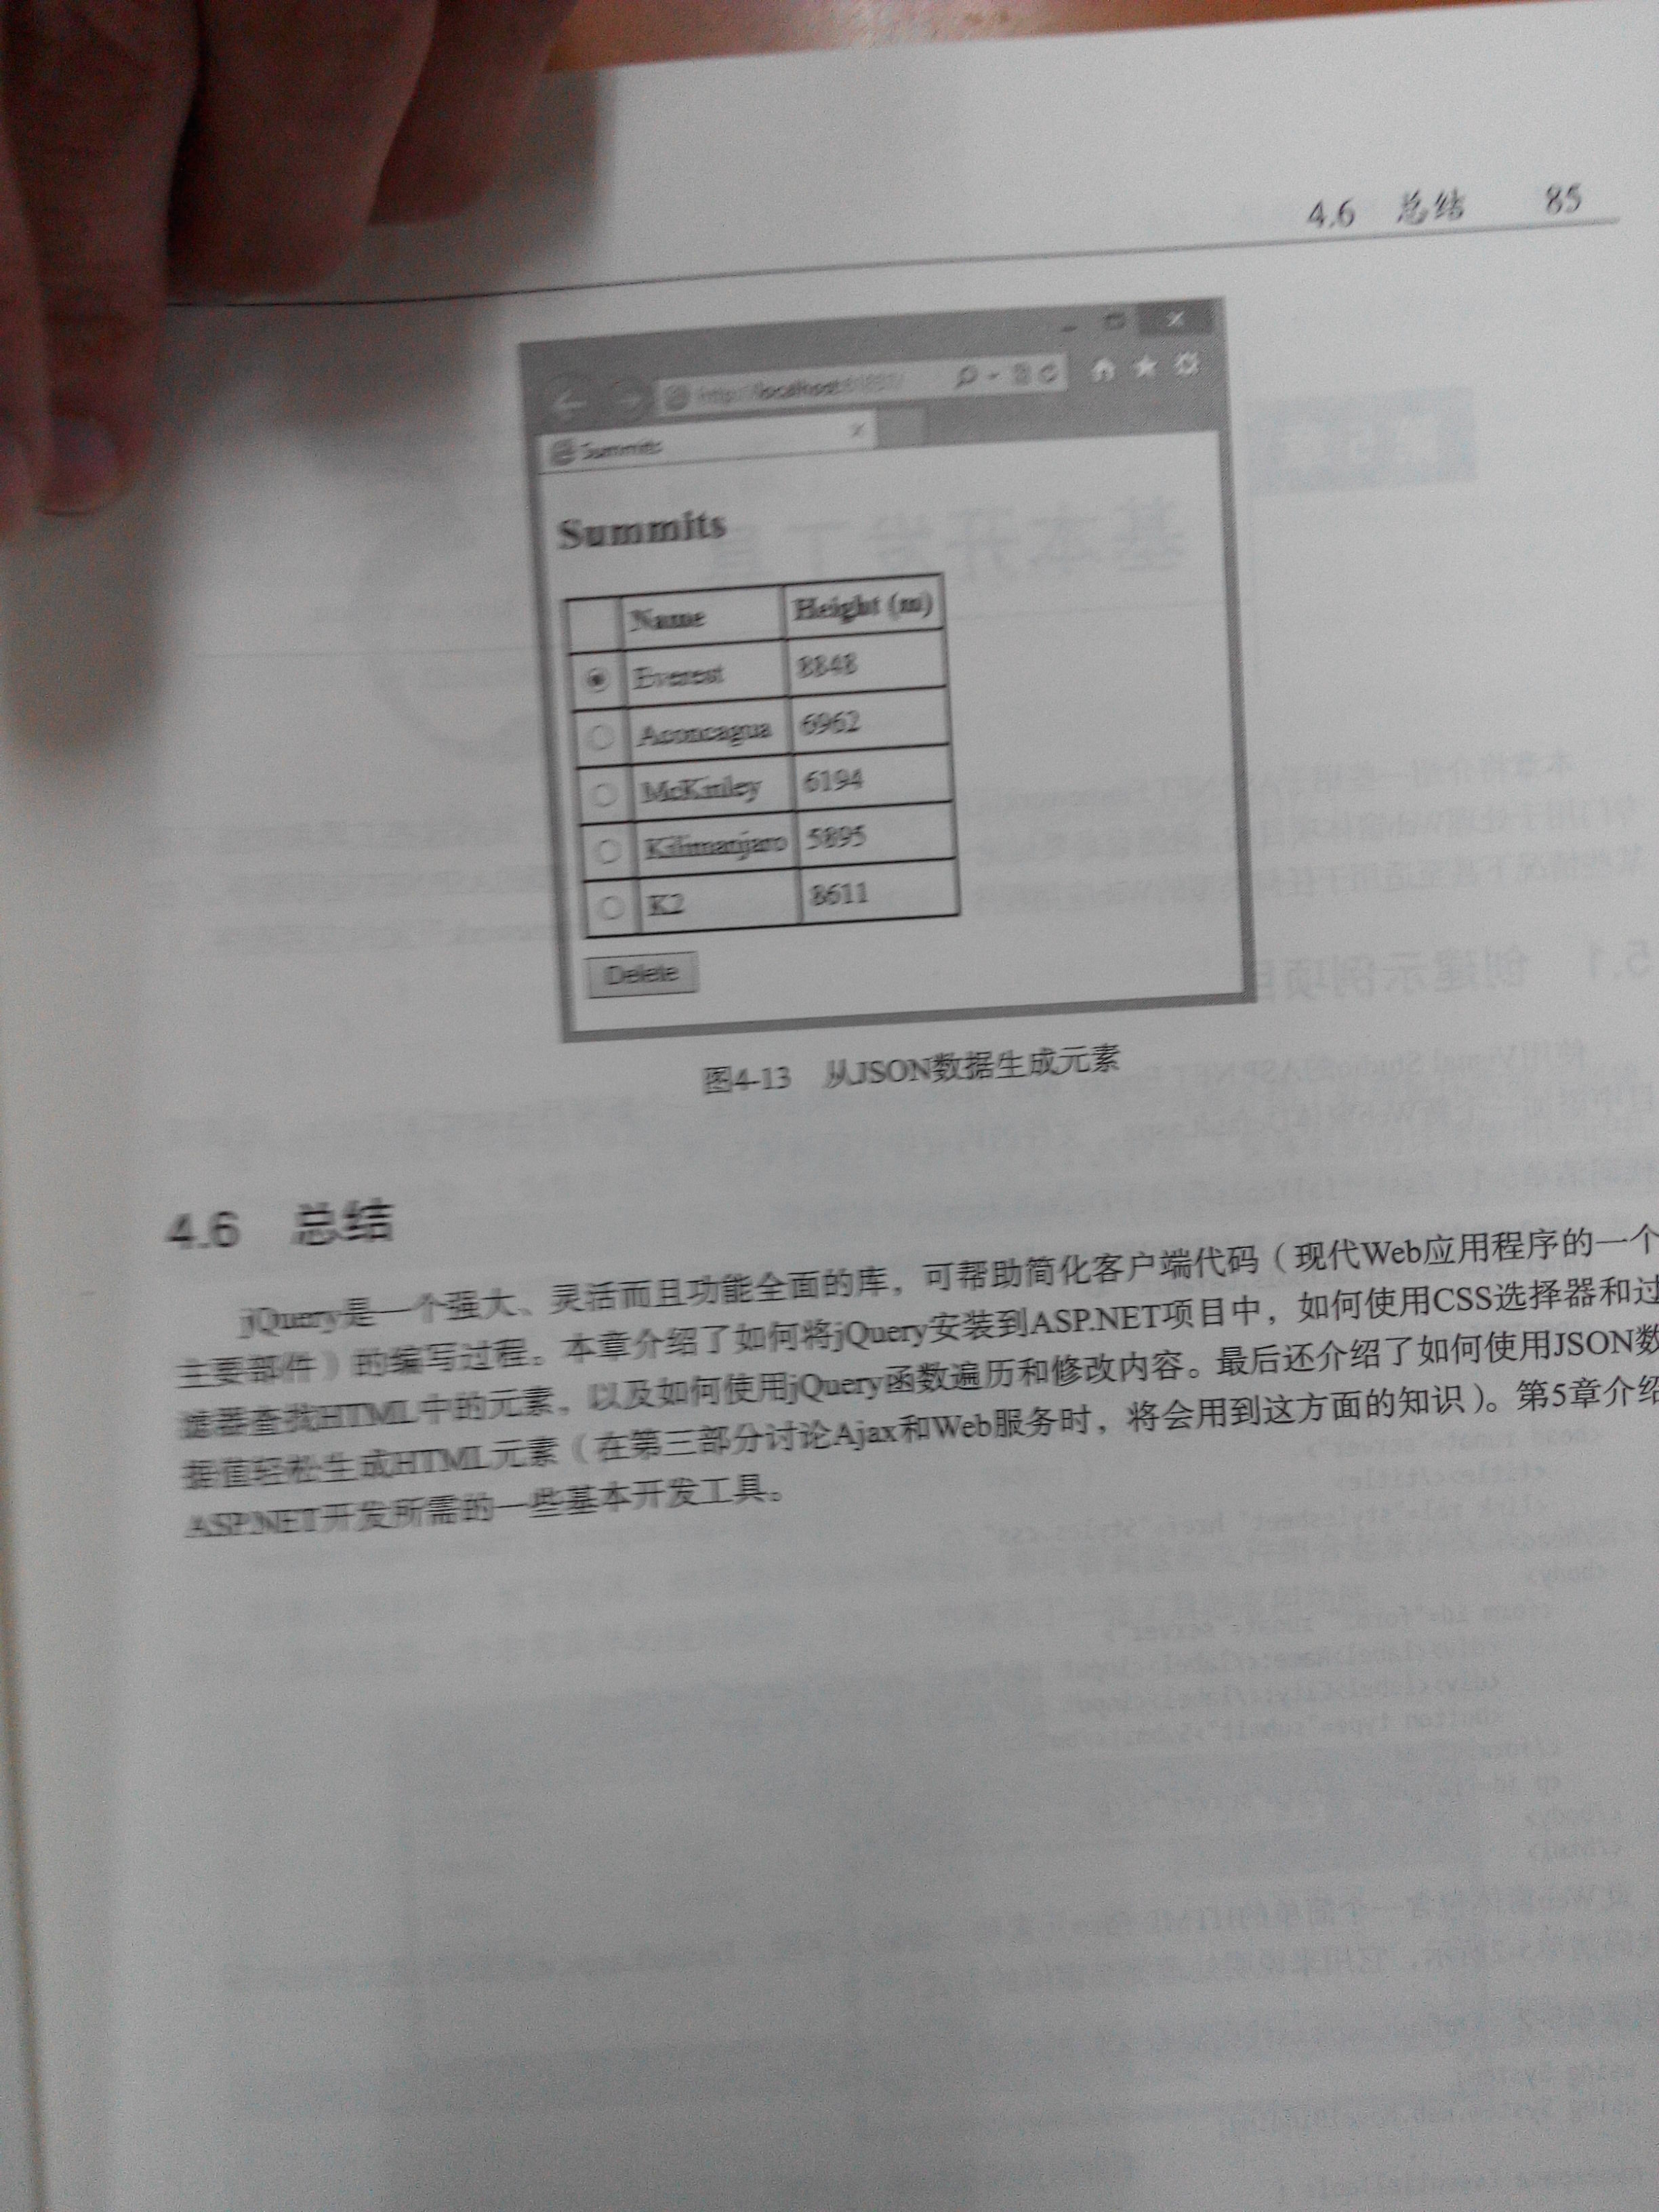 4.6 总结 85
Summits
Summits
Name Height (m)
Everest 8848
Aconcagua 6962
McKinley 6194
Kilimanjaro 5895
K2 8611
Delete
图4-13 从JSON数据生成元素
4.6 总结
jQuery是一个强大、灵活而且功能全面的库，可帮助简化客户端代码（现代Web应用程序的一个
主要部件）的编写过程。本章介绍了如何将jQuery安装到ASP.NET项目中，如何使用CSS选择器和过
滤器查找HTML中的元素，以及如何使用jQuery函数遍历和修改内容。最后还介绍了如何使用JSON数
据值轻松生成HTML元素（在第三部分讨论Ajax和Web服务时，将会用到这方面的知识）。第5章介绍
ASP.NET开发所需的一些基本开发工具。